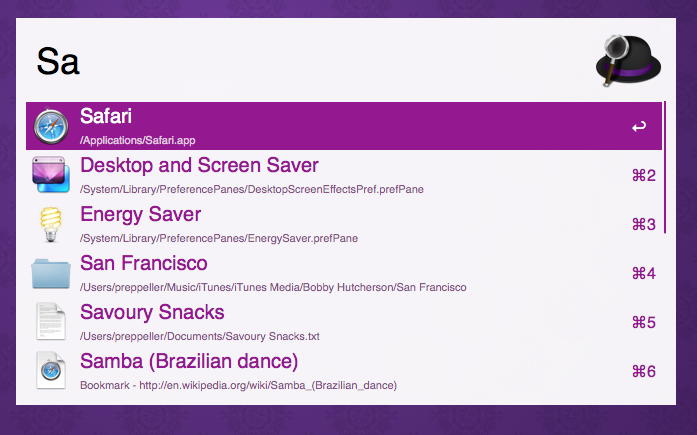 Sa
Safari
/Applications/Safari.app
↩
Desktop and Screen Saver
/System/Library/PreferencePanes/DesktopScreenEffectsPref.prefPane
⌘2
Energy Saver
/System/Library/PreferencePanes/EnergySaver.prefPane
⌘3
San Francisco
/Users/preppeller/Music/iTunes/iTunes Media/Bobby Hutcherson/San Francisco
⌘4
Savoury Snacks
/Users/preppeller/Documents/Savoury Snacks.txt
⌘5
Samba (Brazilian dance)
Bookmark - http://en.wikipedia.org/wiki/Samba_(Brazilian_dance)
⌘6